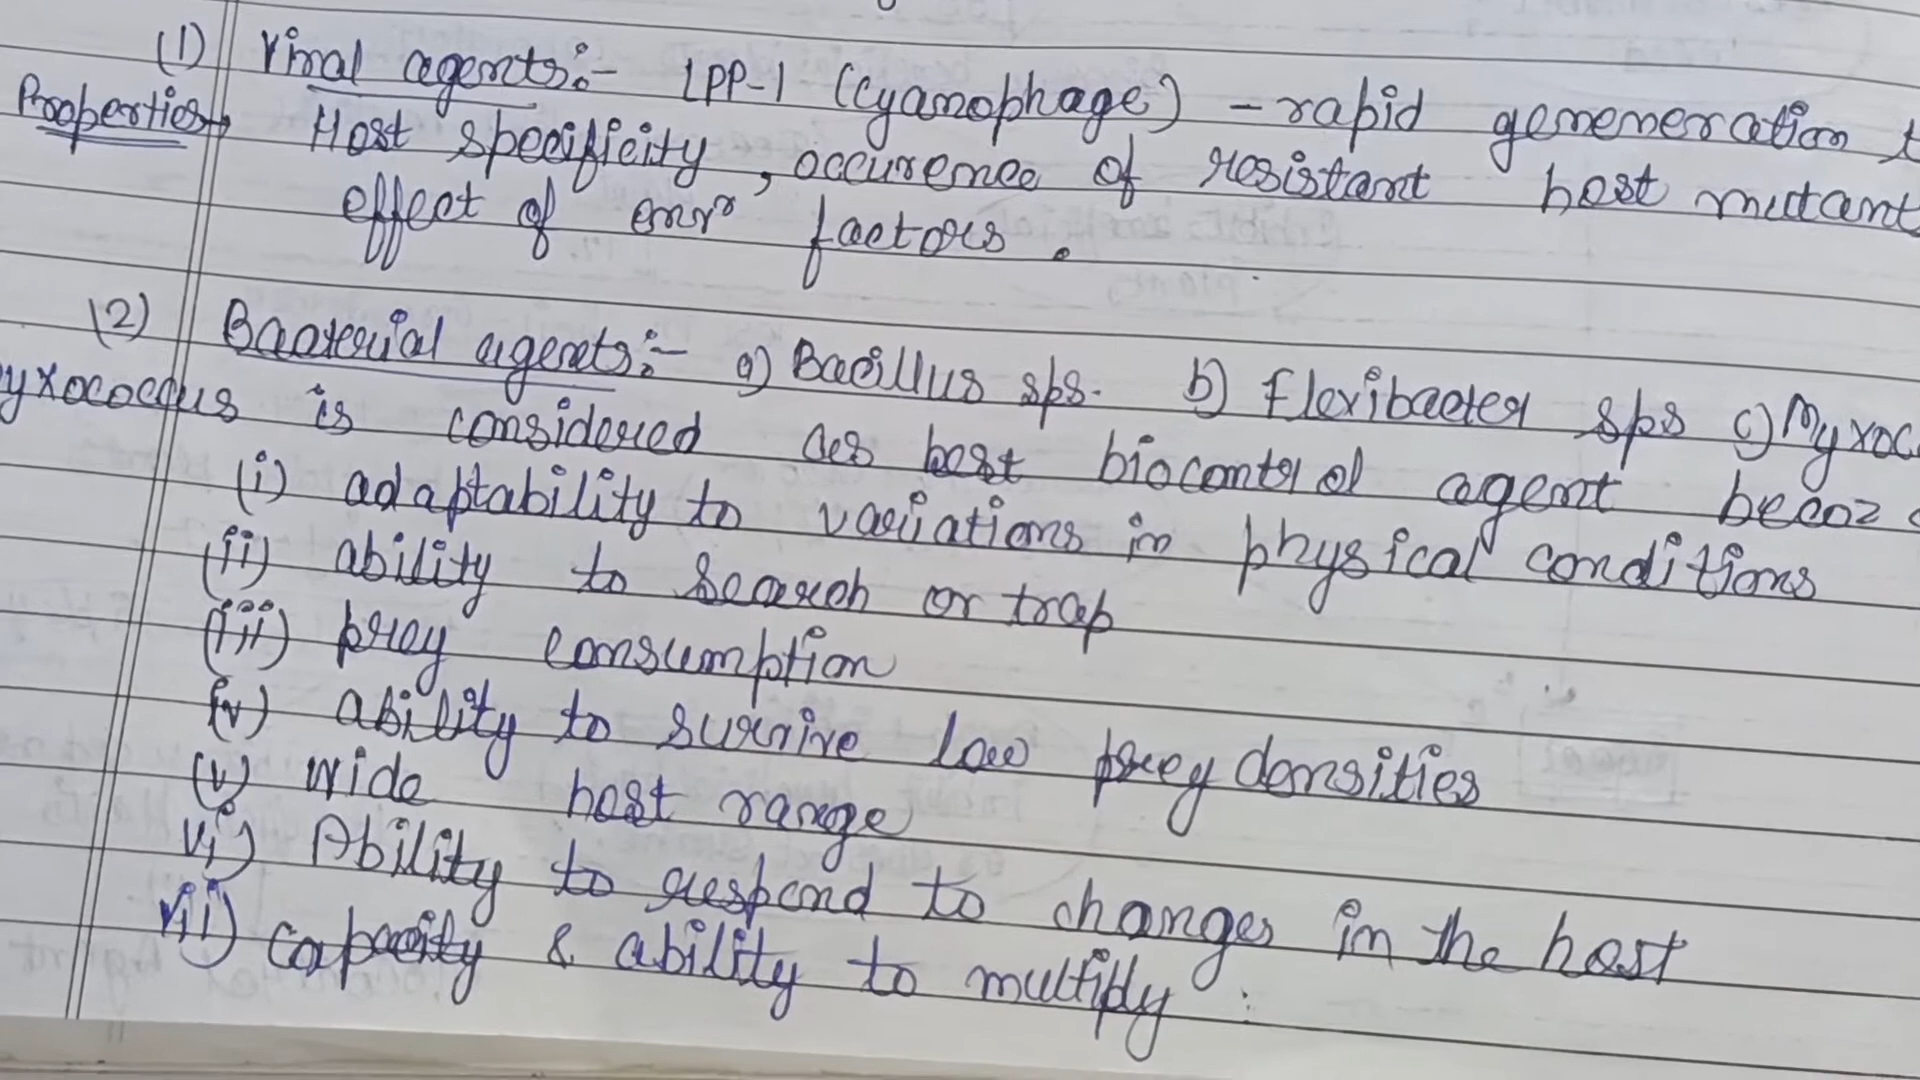 (1) Viral agents:- LPP-1 (Cyanophage) - rapid genemeration t
Properties → Host specificity, occurence of resistant host mutant
effect of envr factors.
(2) Bacterial agents:- a) Bacillus sps. b) Flexibacter sps c) Myxoc
yxococcus is considered as best biocontrol agent becoz
(i) adaptability to variations in physical conditions
(ii) ability to search or trap
(iii) prey consumption
(iv) ability to survive low prey densities
(v) wide host range
vi) Ability to respond to changes in the host
vii) capacity & ability to multiply.